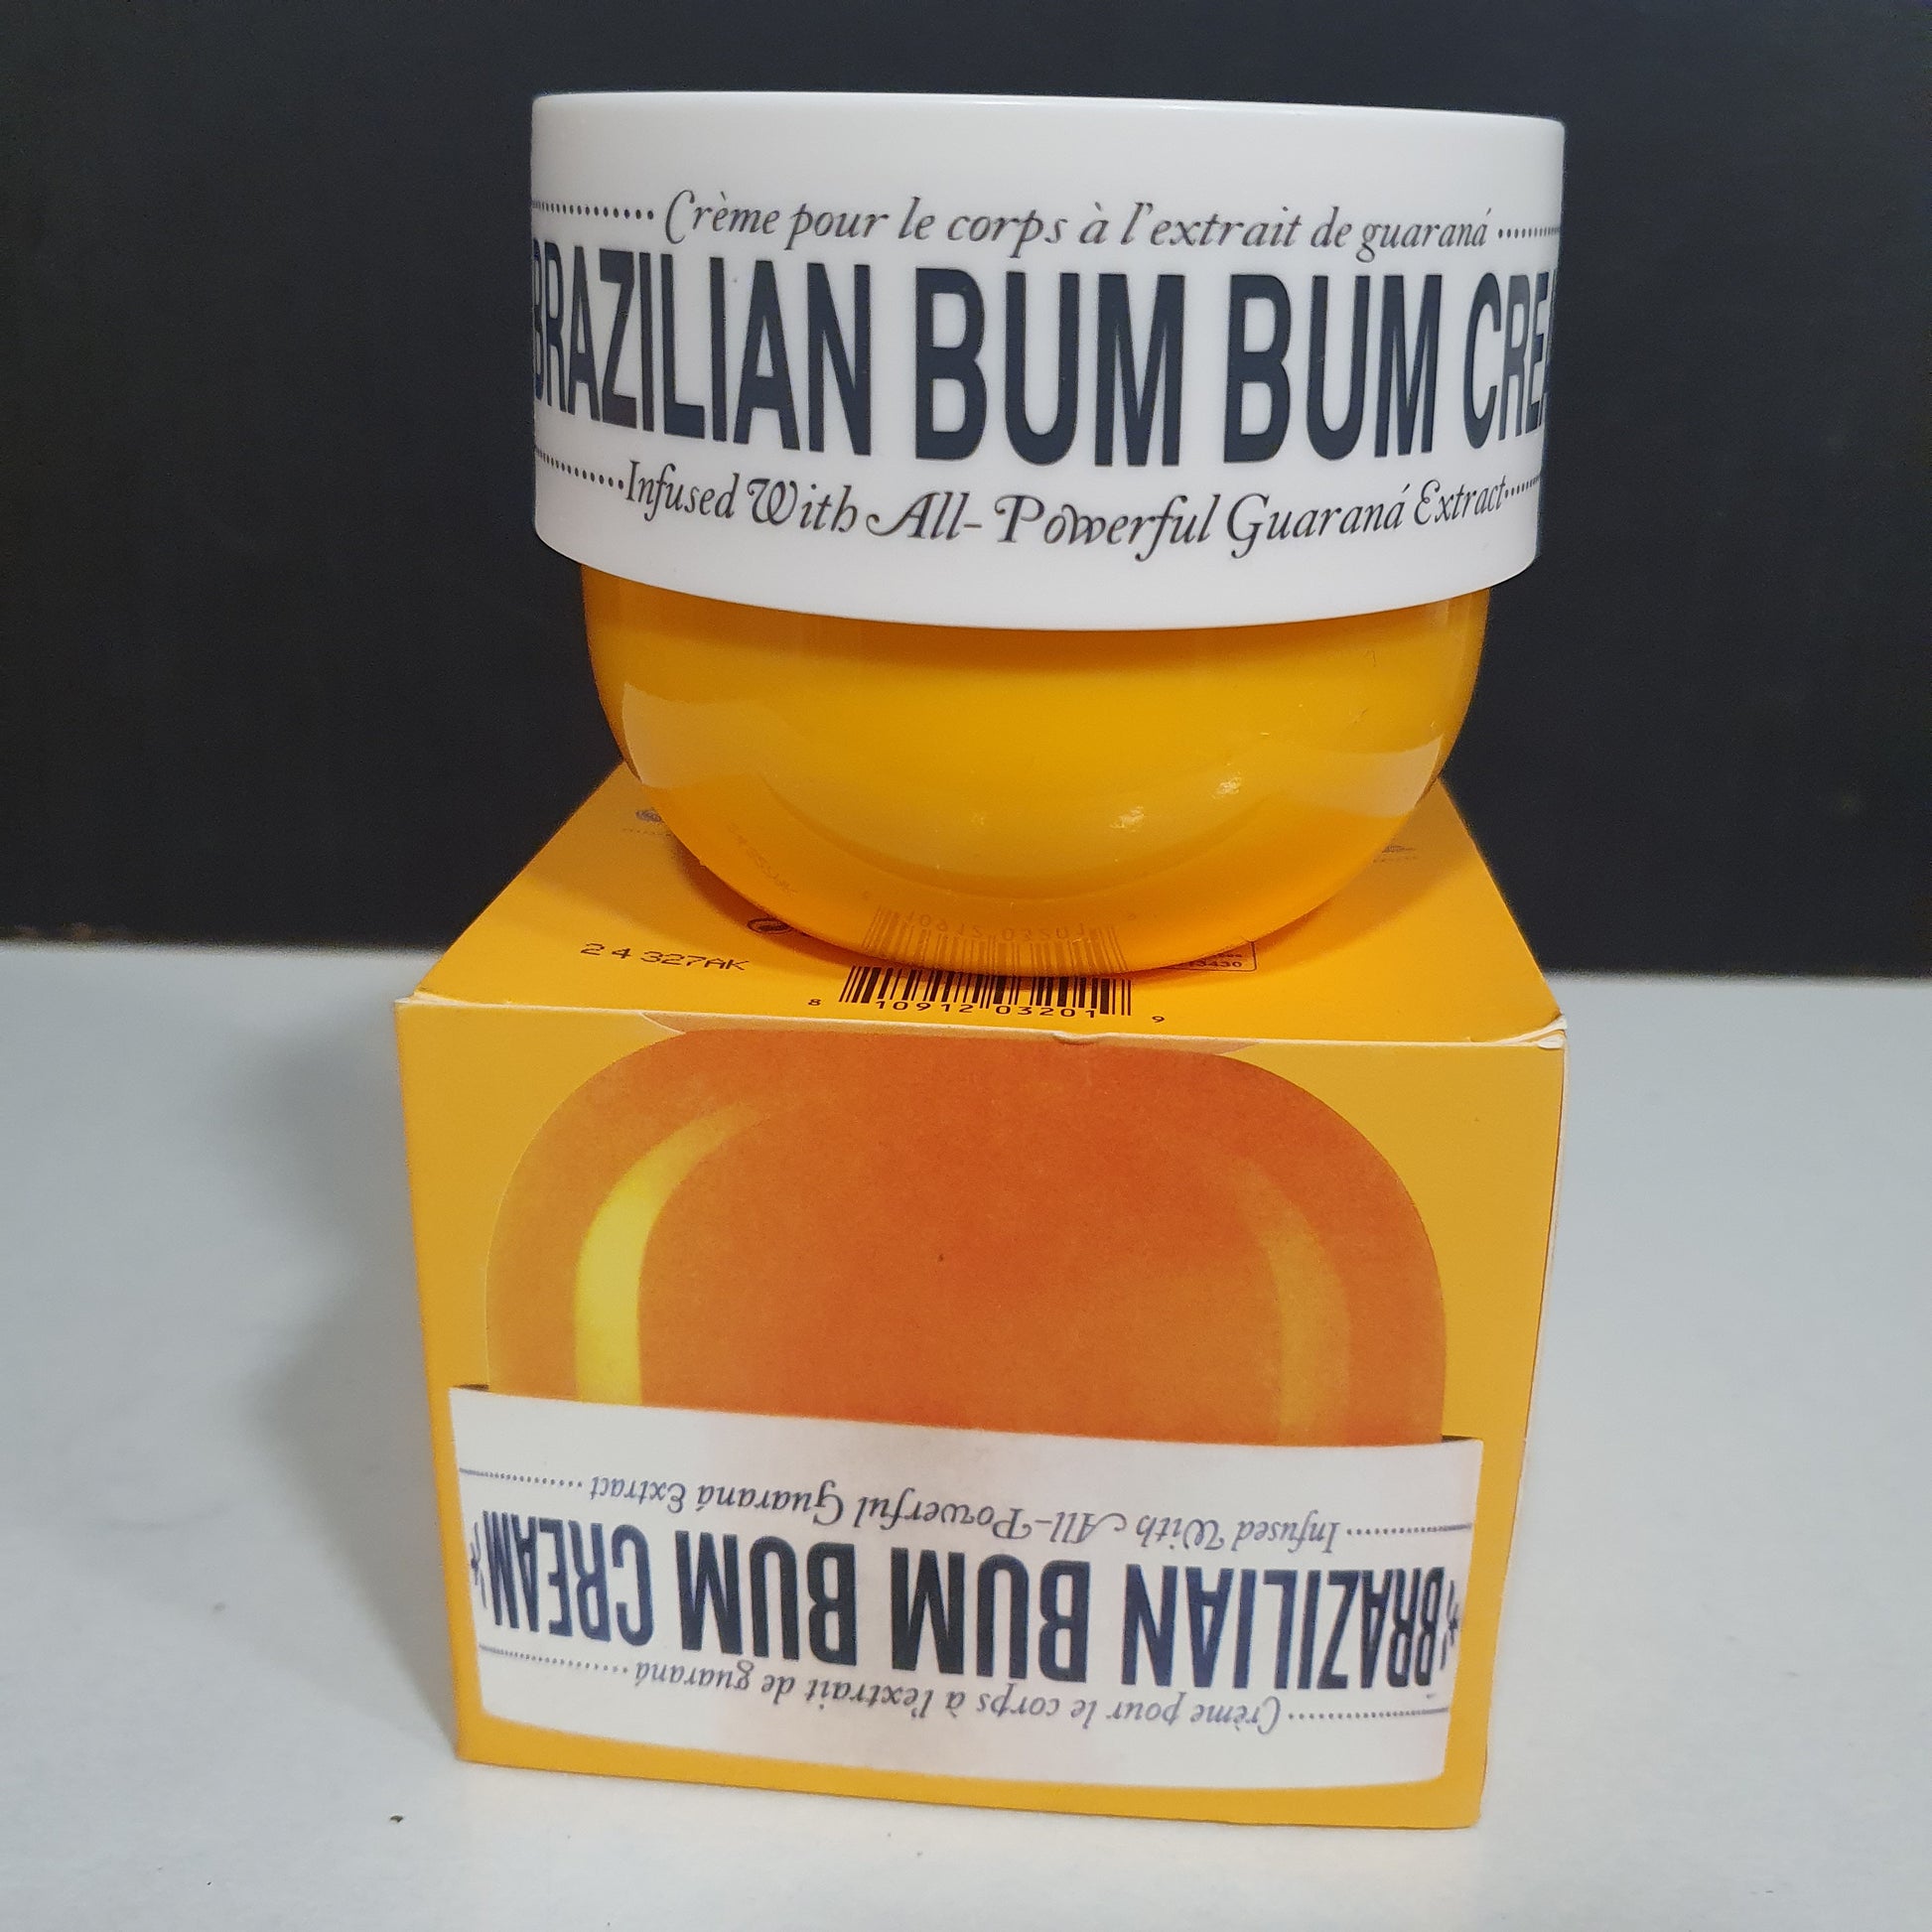 Crème pour le corps à l'extrait de guaraná
BRAZILIAN BUM BUM CREA
Infused With All-Powerful Guaraná Extract
24 327AK
8 10912 03201 9
Infused With All-Powerful Guaraná Extract
BRAZILIAN BUM BUM CREAM
Crème pour le corps à l'extrait de guaraná